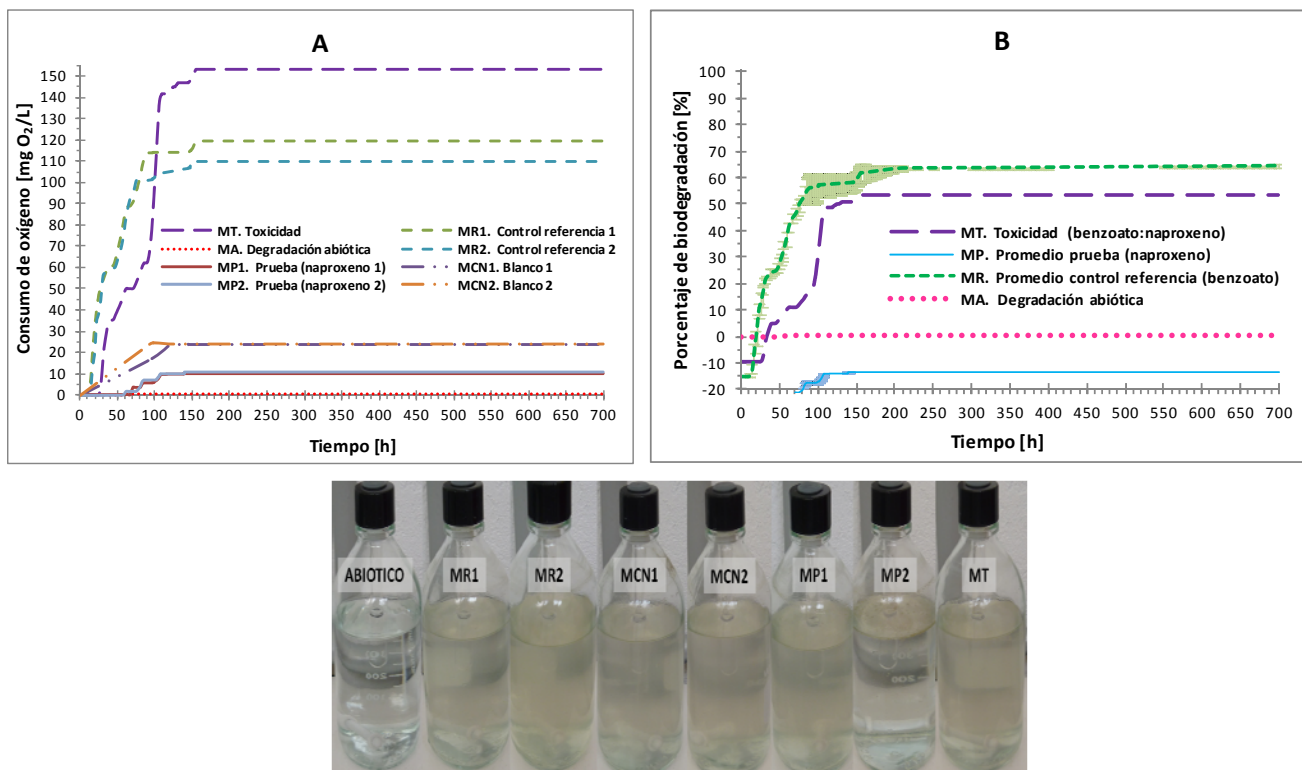 A
Consumo de oxígeno [mg O2/L]
150
140
130
120
110
100
90
80
70
60
50
40
30
20
10
0
MT. Toxicidad
MR1. Control referencia 1
MA. Degradación abiótica
MR2. Control referencia 2
MP1. Prueba (naproxeno 1)
MCN1. Blanco 1
MP2. Prueba (naproxeno 2)
MCN2. Blanco 2
0 50 100 150 200 250 300 350 400 450 500 550 600 650 700
Tiempo [h]
B
Porcentaje de biodegradación [%]
100
90
80
70
60
50
40
30
20
10
0
-10
-20
MT. Toxicidad (benzoato:naproxeno)
MP. Promedio prueba (naproxeno)
MR. Promedio control referencia (benzoato)
MA. Degradación abiótica
0 50 100 150 200 250 300 350 400 450 500 550 600 650 700
Tiempo [h]
ABIOTICO MR1 MR2 MCN1 MCN2 MP1 MP2 MT
200
200